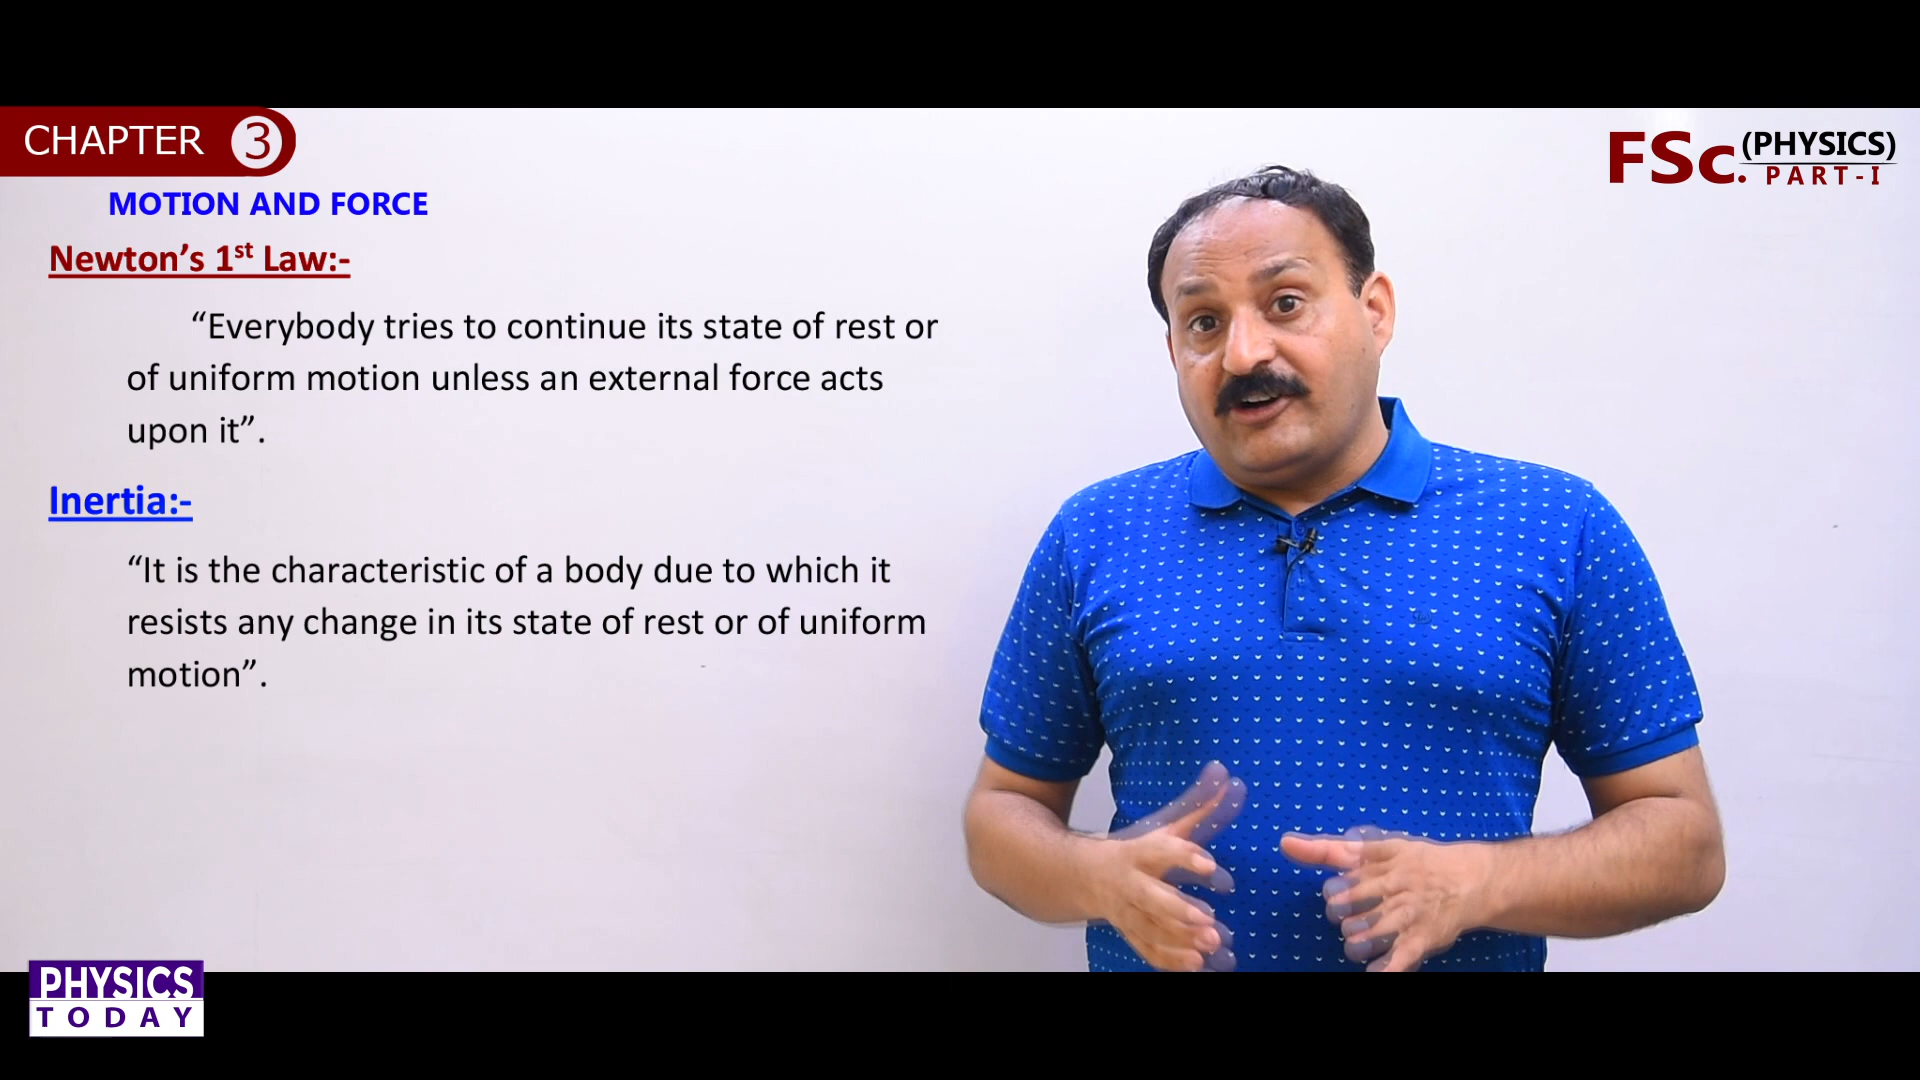 CHAPTER 3
FSc. (PHYSICS)
PART-I
MOTION AND FORCE
Newton’s 1st Law:-
“Everybody tries to continue its state of rest or
of uniform motion unless an external force acts
upon it”.
Inertia:-
“It is the characteristic of a body due to which it
resists any change in its state of rest or of uniform
motion”.
PHYSICS
TODAY